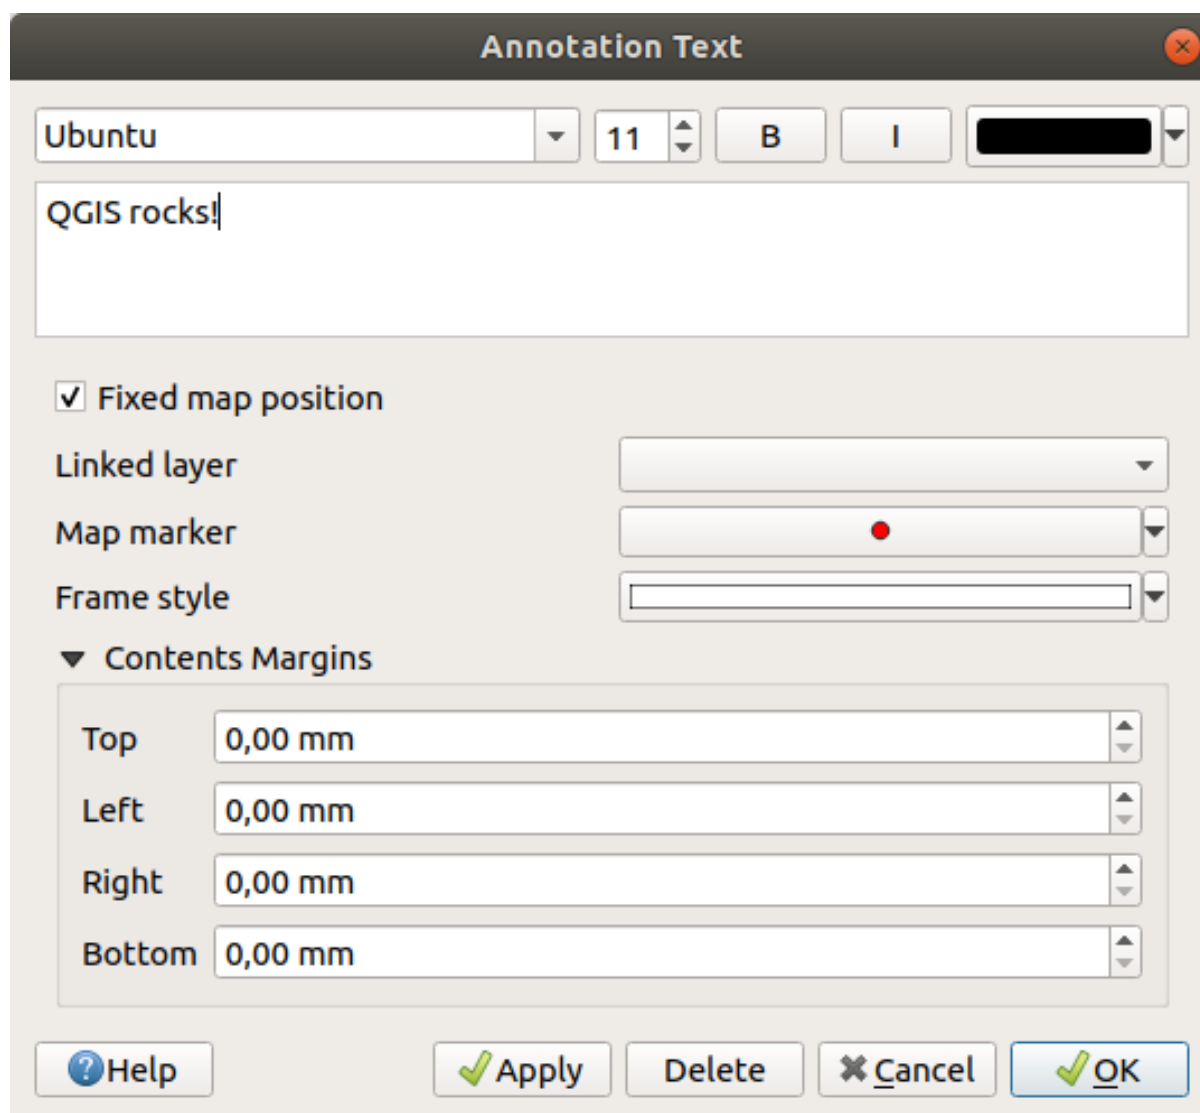 Annotation Text
Ubuntu 11 B I
QGIS rocks!
Fixed map position
Linked layer
Map marker
Frame style
Contents Margins
Top 0,00 mm
Left 0,00 mm
Right 0,00 mm
Bottom 0,00 mm
Help Apply Delete Cancel OK